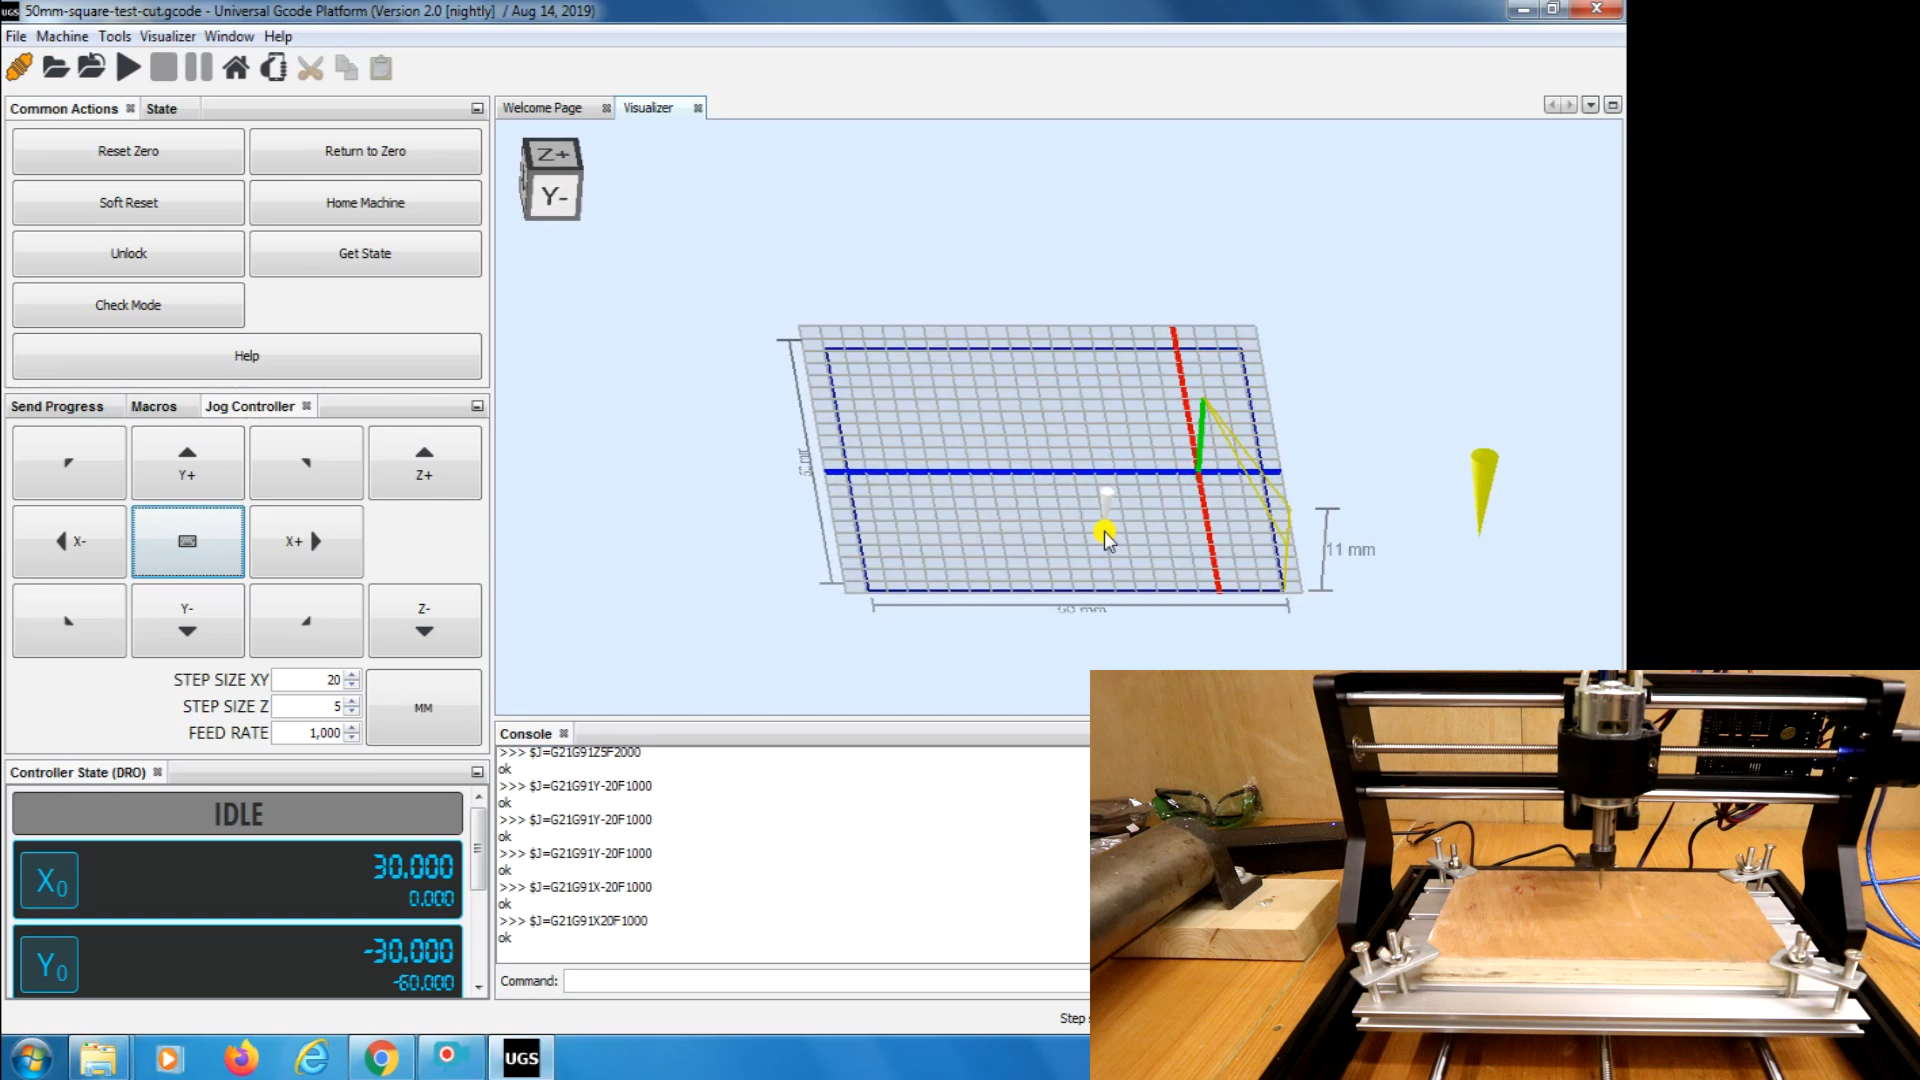 UGS 50mm-square-test-cut.gcode - Universal Gcode Platform (Version 2.0 [nightly] / Aug 14, 2019)
File Machine Tools Visualizer Window Help
Common Actions State
Welcome Page Visualizer
Reset Zero Return to Zero
Soft Reset Home Machine
Unlock Get State
Check Mode
Help
Z+
Y-
Send Progress Macros Jog Controller
Y+ Z+
X- X+
Y- Z-
STEP SIZE XY 20
STEP SIZE Z 5
FEED RATE 1,000
MM
11 mm
Controller State (DRO)
IDLE
X0 30.000
0.000
Y0 -30.000
-60.000
Console
>>> $J=G21G91Z5F2000
ok
>>> $J=G21G91Y-20F1000
ok
>>> $J=G21G91Y-20F1000
ok
>>> $J=G21G91Y-20F1000
ok
>>> $J=G21G91X-20F1000
ok
>>> $J=G21G91X20F1000
ok
Command:
Step
UGS